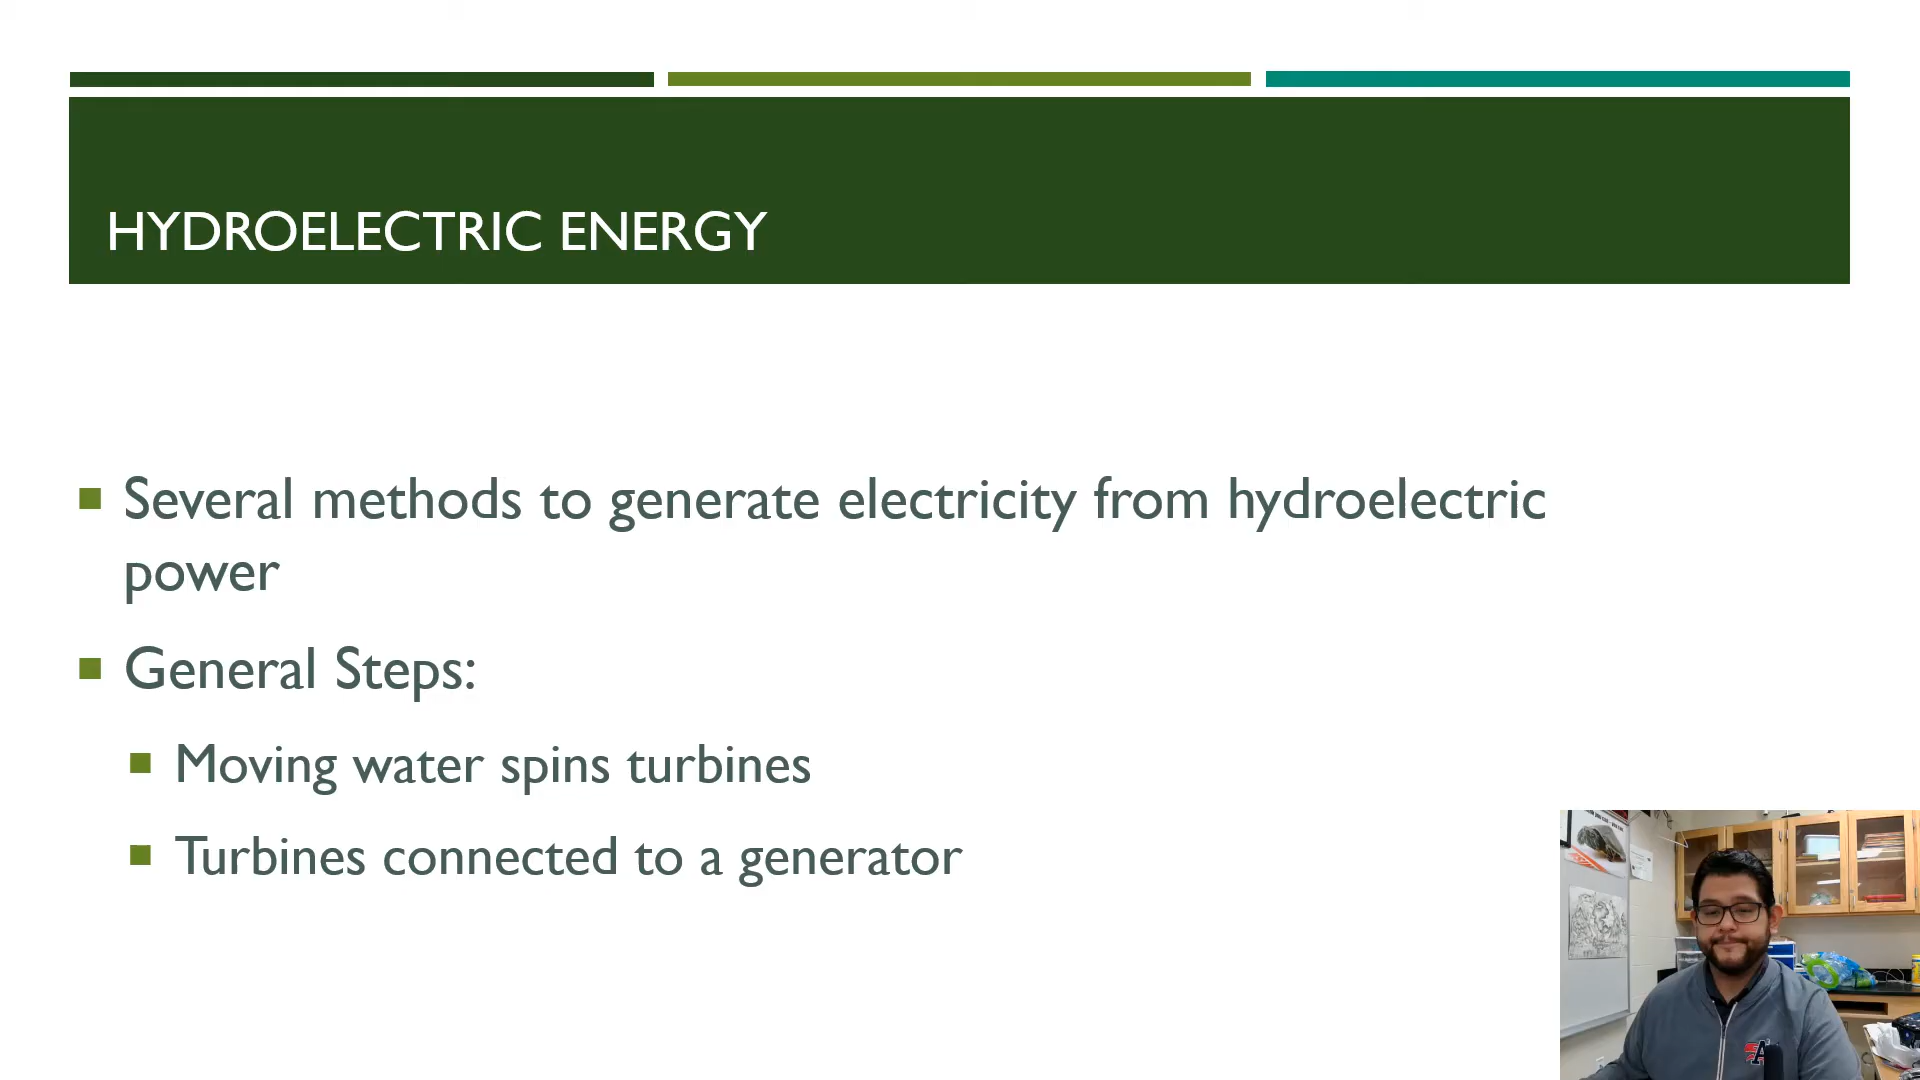 HYDROELECTRIC ENERGY
Several methods to generate electricity from hydroelectric
power
General Steps:
Moving water spins turbines
Turbines connected to a generator